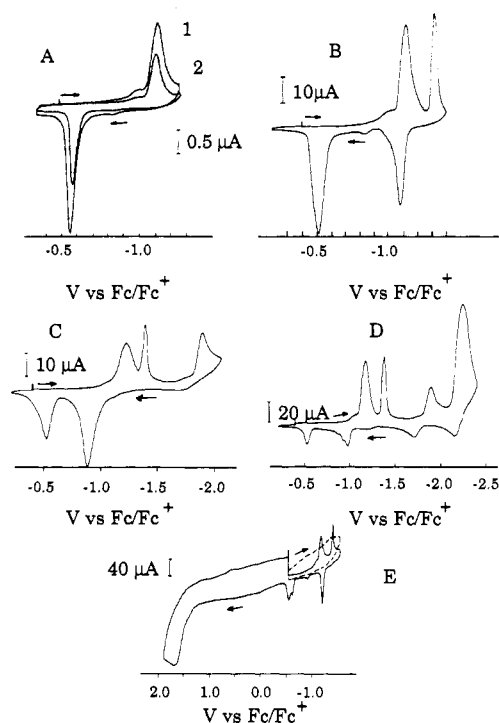 A
1
2
0.5 μA
-0.5 -1.0
V vs Fc/Fc⁺
B
10μA
-0.5 -1.0
V vs Fc/Fc⁺
C
10 μA
-0.5 -1.0 -1.5 -2.0
V vs Fc/Fc⁺
D
20 μA
-0.5 -1.0 -1.5 -2.0 -2.5
V vs Fc/Fc⁺
40 μA
E
2.0 1.0 0.0 -1.0
V vs Fc/Fc⁺